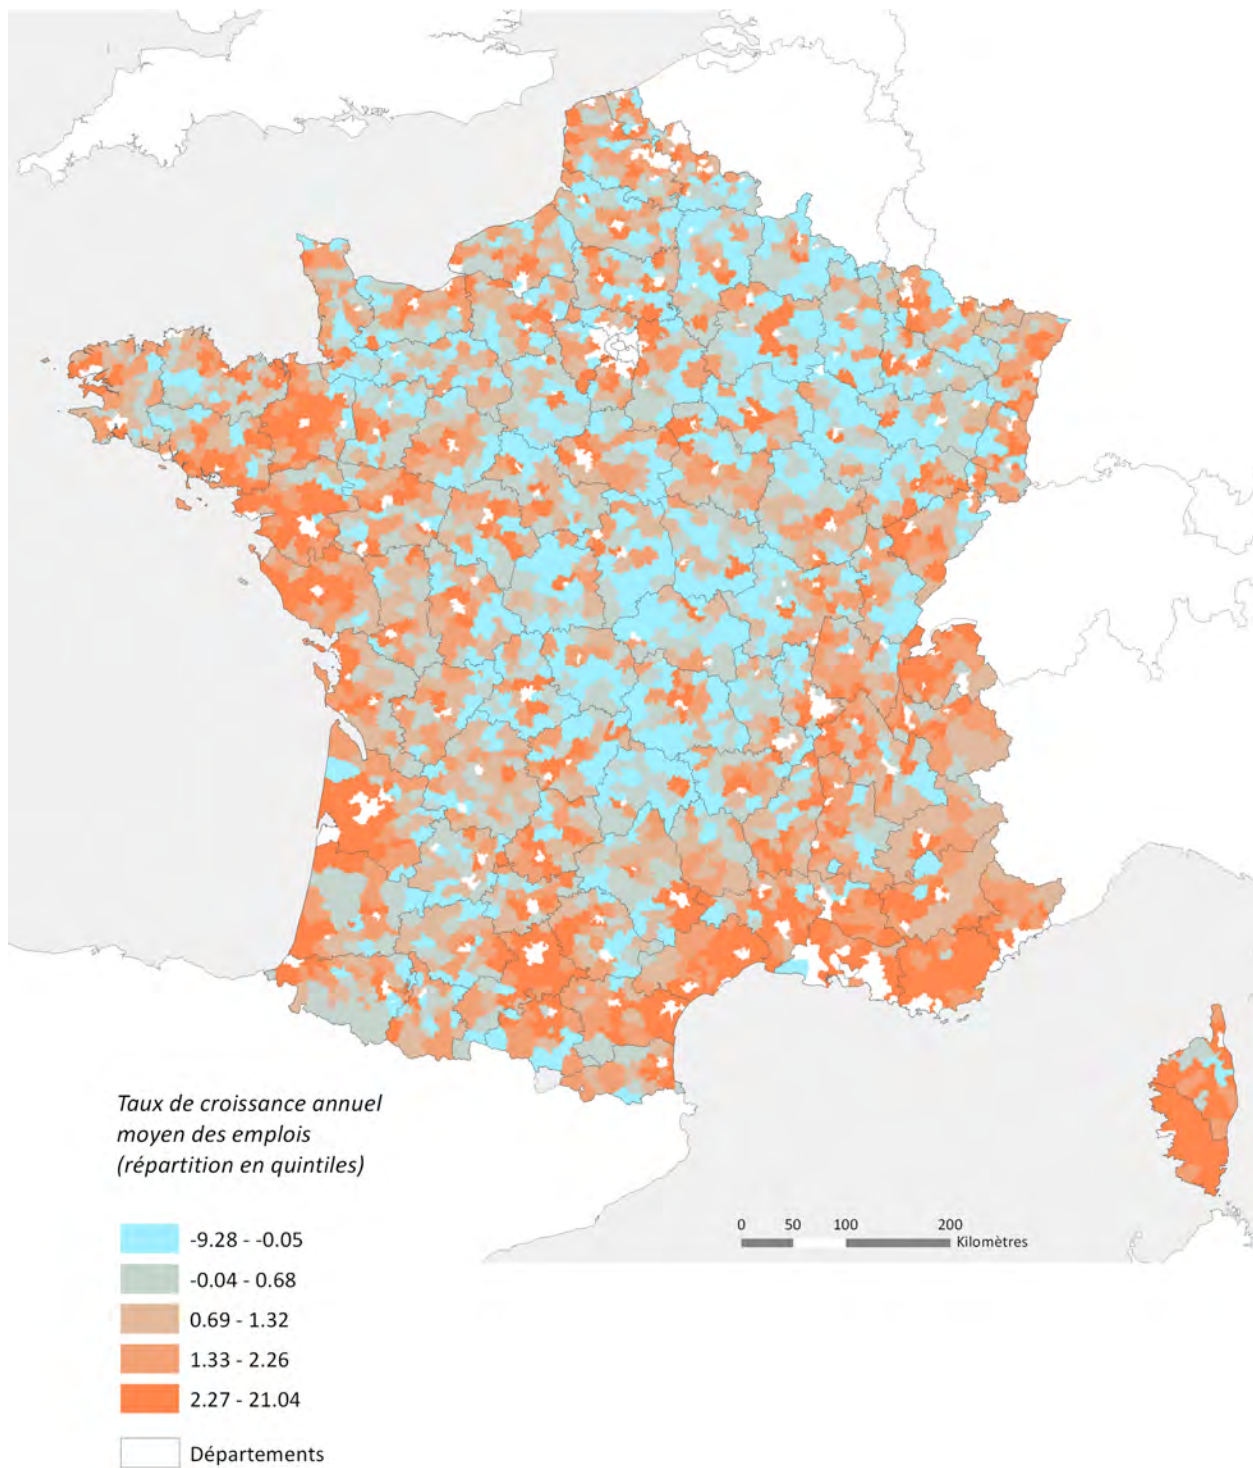 Taux de croissance annuel
moyen des emplois
(répartition en quintiles)
-9.28 - -0.05
-0.04 - 0.68
0.69 - 1.32
1.33 - 2.26
2.27 - 21.04
Départements
0 50 100 200
Kilomètres